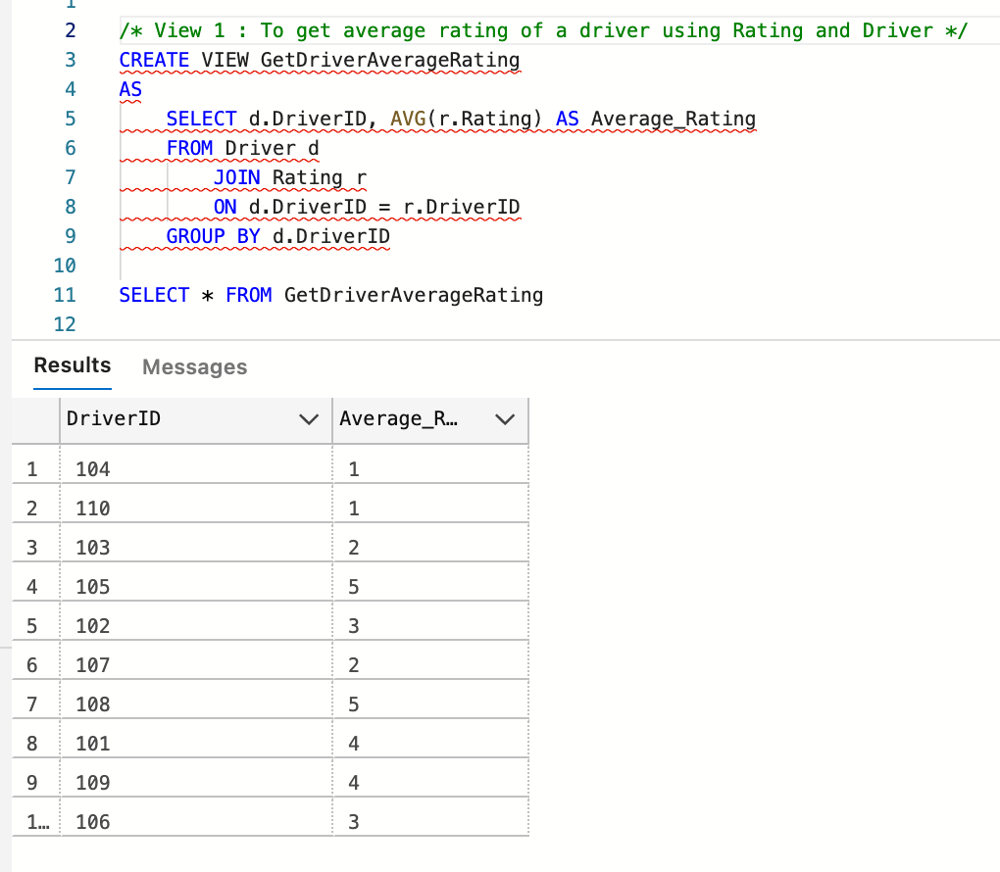 1
2 /* View 1 : To get average rating of a driver using Rating and Driver */
3 CREATE VIEW GetDriverAverageRating
4 AS
5 SELECT d.DriverID, AVG(r.Rating) AS Average_Rating
6 FROM Driver d
7 JOIN Rating r
8 ON d.DriverID = r.DriverID
9 GROUP BY d.DriverID
10
11 SELECT * FROM GetDriverAverageRating
12
Results Messages
DriverID Average_R…
1 104 1
2 110 1
3 103 2
4 105 5
5 102 3
6 107 2
7 108 5
8 101 4
9 109 4
1… 106 3